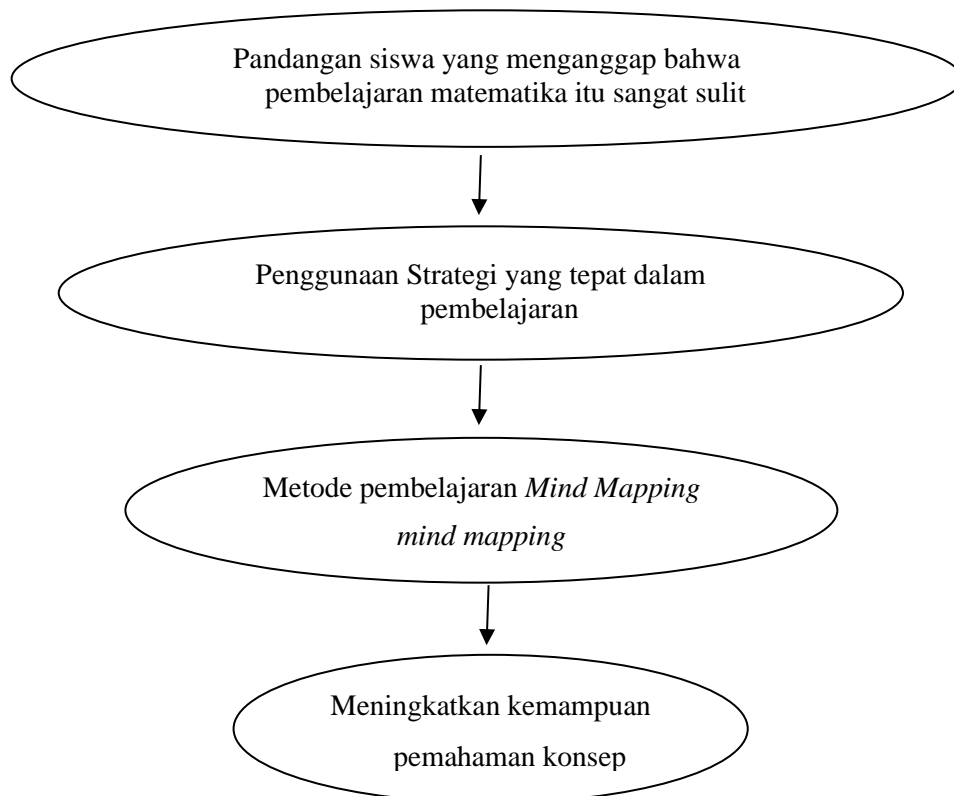 Pandangan siswa yang menganggap bahwa
pembelajaran matematika itu sangat sulit
Penggunaan Strategi yang tepat dalam
pembelajaran
Metode pembelajaran Mind Mapping
mind mapping
Meningkatkan kemampuan
pemahaman konsep